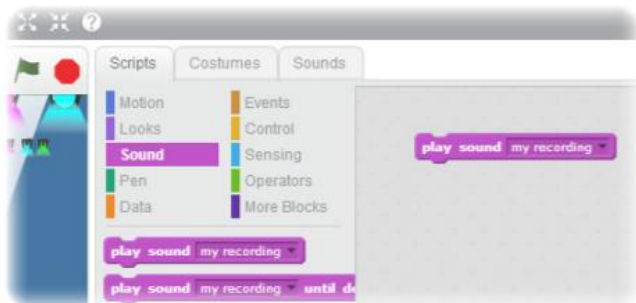 ?
Scripts Costumes Sounds
Motion Events
Looks Control
Sound Sensing
Pen Operators
Data More Blocks
play sound my recording
play sound my recording
play sound my recording until